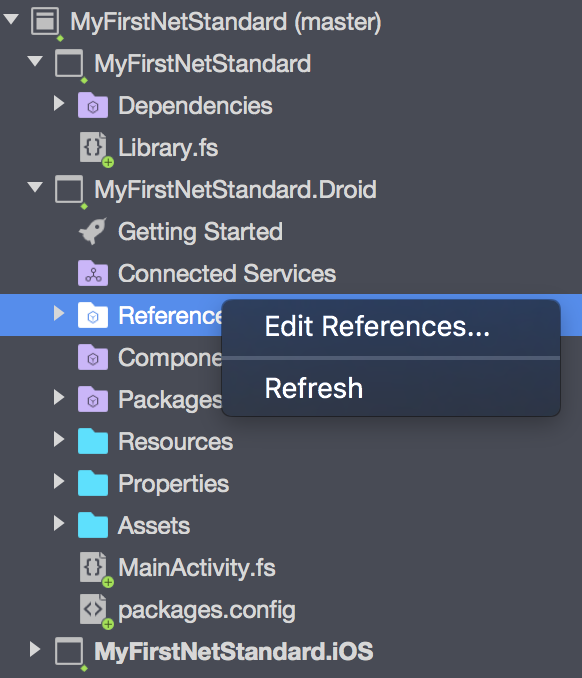 MyFirstNetStandard (master)
MyFirstNetStandard
Dependencies
Library.fs
MyFirstNetStandard.Droid
Getting Started
Connected Services
Reference
Edit References...
Compone
Refresh
Packages
Resources
Properties
Assets
MainActivity.fs
packages.config
MyFirstNetStandard.iOS